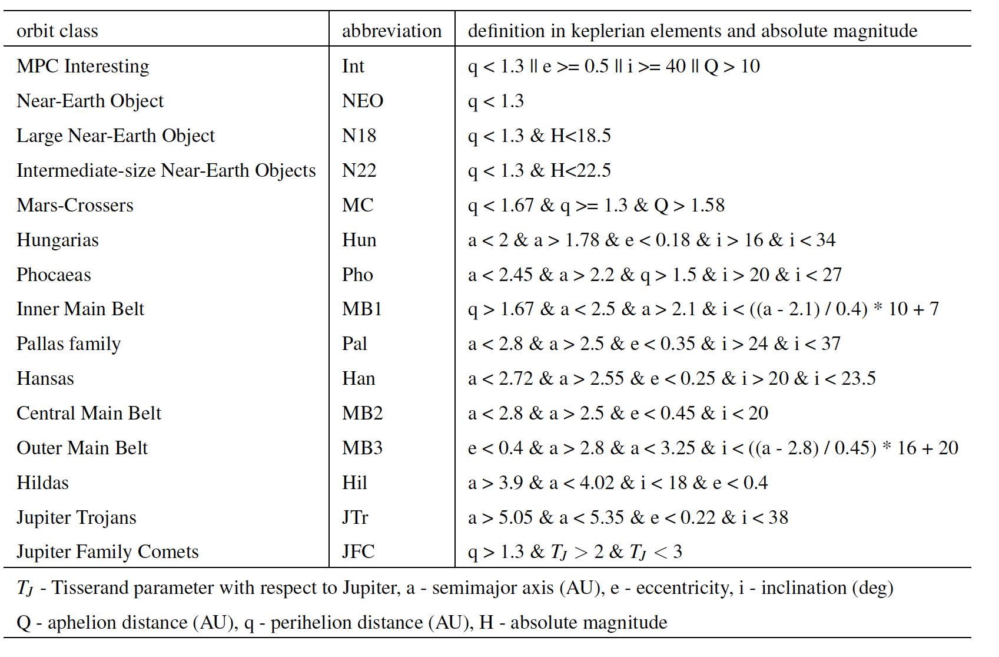 orbit class abbreviation definition in keplerian elements and absolute magnitude
MPC Interesting Int q < 1.3 || e >= 0.5 || i >= 40 || Q > 10
Near-Earth Object NEO q < 1.3
Large Near-Earth Object N18 q < 1.3 & H<18.5
Intermediate-size Near-Earth Objects N22 q < 1.3 & H<22.5
Mars-Crossers MC q < 1.67 & q >= 1.3 & Q > 1.58
Hungarias Hun a < 2 & a > 1.78 & e < 0.18 & i > 16 & i < 34
Phocaeas Pho a < 2.45 & a > 2.2 & q > 1.5 & i > 20 & i < 27
Inner Main Belt MB1 q > 1.67 & a < 2.5 & a > 2.1 & i < ((a - 2.1) / 0.4) * 10 + 7
Pallas family Pal a < 2.8 & a > 2.5 & e < 0.35 & i > 24 & i < 37
Hansas Han a < 2.72 & a > 2.55 & e < 0.25 & i > 20 & i < 23.5
Central Main Belt MB2 a < 2.8 & a > 2.5 & e < 0.45 & i < 20
Outer Main Belt MB3 e < 0.4 & a > 2.8 & a < 3.25 & i < ((a - 2.8) / 0.45) * 16 + 20
Hildas Hil a > 3.9 & a < 4.02 & i < 18 & e < 0.4
Jupiter Trojans JTr a > 5.05 & a < 5.35 & e < 0.22 & i < 38
Jupiter Family Comets JFC q > 1.3 & T_J > 2 & T_J < 3
T_J - Tisserand parameter with respect to Jupiter, a - semimajor axis (AU), e - eccentricity, i - inclination (deg)
Q - aphelion distance (AU), q - perihelion distance (AU), H - absolute magnitude